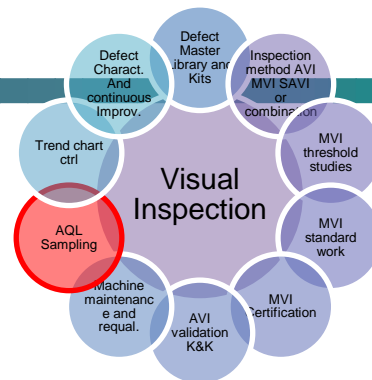 Defect
Master
Library and
Kits
Inspection
method AVI
MVI SAVI
or
combination
MVI
threshold
studies
MVI
standard
work
MVI
Certification
AVI
validation
K&K
Machine
maintenanc
e and
requal.
AQL
Sampling
Trend chart
ctrl
Defect
Charact.
And
continuous
Improv.
Visual
Inspection